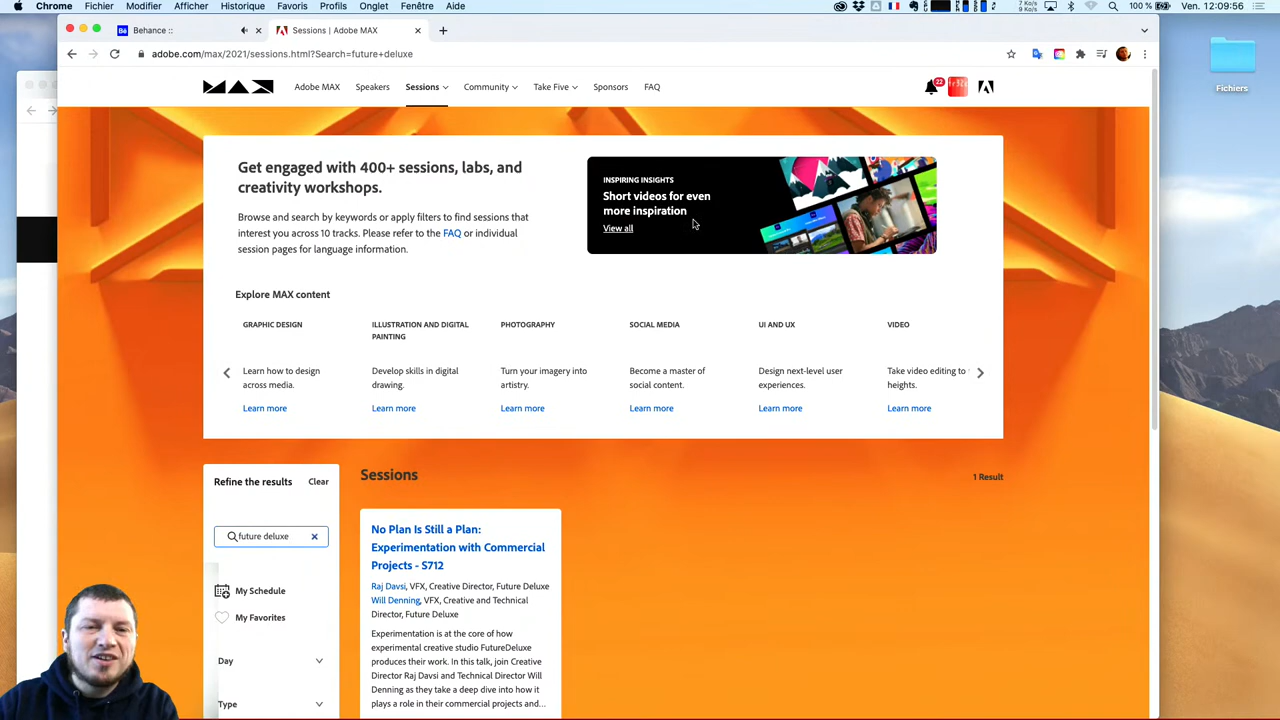 Chrome Fichier Modifier Afficher Historique Favoris Profils Onglet Fenêtre Aide
7 Ko/s
9 Ko/s
100 % Ven. 12:09:56
Behance ::
Sessions | Adobe MAX
adobe.com/max/2021/sessions.html?Search=future+deluxe
Fichiers
MAX Adobe MAX Speakers Sessions Community Take Five Sponsors FAQ
22
Get engaged with 400+ sessions, labs, and
creativity workshops.
Browse and search by keywords or apply filters to find sessions that
interest you across 10 tracks. Please refer to the FAQ or individual
session pages for language information.
INSPIRING INSIGHTS
Short videos for even
more inspiration
View all
Explore MAX content
GRAPHIC DESIGN
Learn how to design
across media.
Learn more
ILLUSTRATION AND DIGITAL
PAINTING
Develop skills in digital
drawing.
Learn more
PHOTOGRAPHY
Turn your imagery into
artistry.
Learn more
SOCIAL MEDIA
Become a master of
social content.
Learn more
UI AND UX
Design next-level user
experiences.
Learn more
VIDEO
Take video editing to
heights.
Learn more
Refine the results Clear
future deluxe
My Schedule
My Favorites
Day
Type
Sessions
1 Result
No Plan Is Still a Plan:
Experimentation with Commercial
Projects - S712
Raj Davsi, VFX, Creative Director, Future Deluxe
Will Denning, VFX, Creative and Technical
Director, Future Deluxe
Experimentation is at the core of how
experimental creative studio FutureDeluxe
produces their work. In this talk, join Creative
Director Raj Davsi and Technical Director Will
Denning as they take a deep dive into how it
plays a role in their commercial projects and...